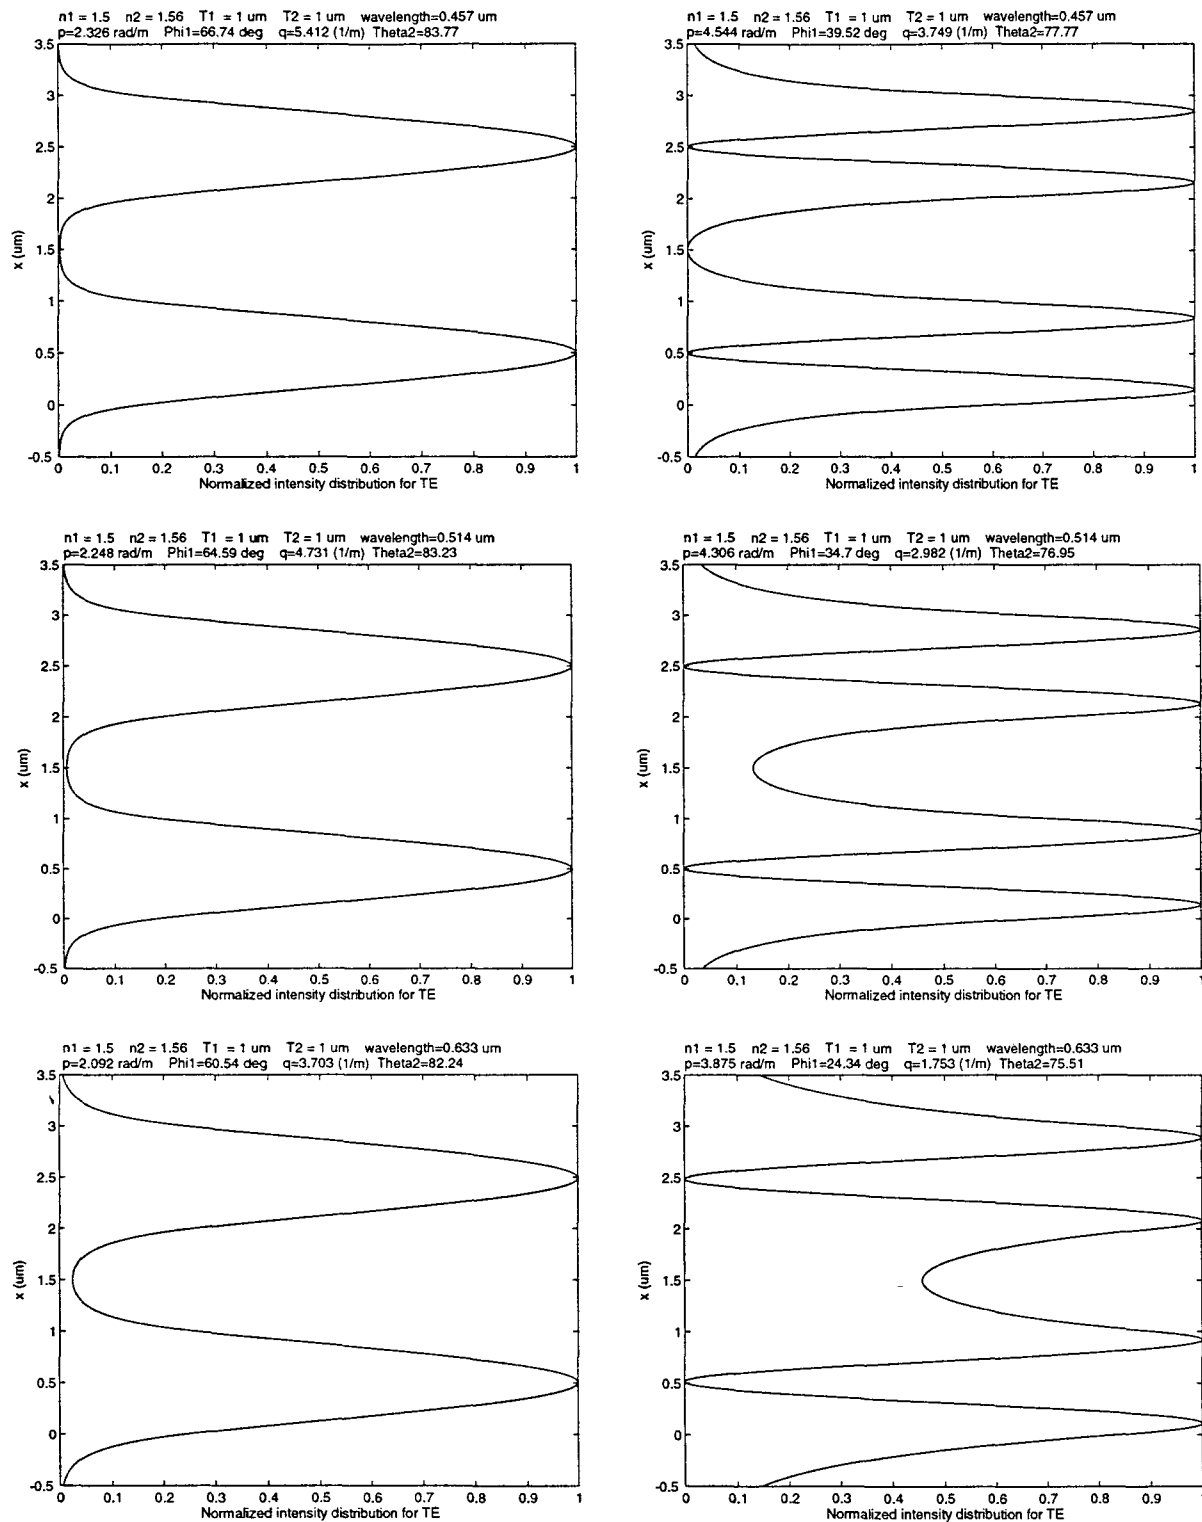 n1 = 1.5 n2 = 1.56 T1 = 1 um T2 = 1 um wavelength=0.457 um
p=2.326 rad/m Phi1=66.74 deg q=5.412 (1/m) Theta2=83.77
3.5
3
2.5
2
1.5
1
0.5
0
-0.5
x (um)
0 0.1 0.2 0.3 0.4 0.5 0.6 0.7 0.8 0.9 1
Normalized intensity distribution for TE
n1 = 1.5 n2 = 1.56 T1 = 1 um T2 = 1 um wavelength=0.457 um
p=4.544 rad/m Phi1=39.52 deg q=3.749 (1/m) Theta2=77.77
3.5
3
2.5
2
1.5
1
0.5
0
-0.5
x (um)
0 0.1 0.2 0.3 0.4 0.5 0.6 0.7 0.8 0.9 1
Normalized intensity distribution for TE
n1 = 1.5 n2 = 1.56 T1 = 1 um T2 = 1 um wavelength=0.514 um
p=2.248 rad/m Phi1=64.59 deg q=4.731 (1/m) Theta2=83.23
3.5
3
2.5
2
1.5
1
0.5
0
-0.5
x (um)
0 0.1 0.2 0.3 0.4 0.5 0.6 0.7 0.8 0.9 1
Normalized intensity distribution for TE
n1 = 1.5 n2 = 1.56 T1 = 1 um T2 = 1 um wavelength=0.514 um
p=4.306 rad/m Phi1=34.7 deg q=2.982 (1/m) Theta2=76.95
3.5
3
2.5
2
1.5
1
0.5
0
-0.5
x (um)
0 0.1 0.2 0.3 0.4 0.5 0.6 0.7 0.8 0.9 1
Normalized intensity distribution for TE
n1 = 1.5 n2 = 1.56 T1 = 1 um T2 = 1 um wavelength=0.633 um
p=2.092 rad/m Phi1=60.54 deg q=3.703 (1/m) Theta2=82.24
3.5
3
2.5
2
1.5
1
0.5
0
-0.5
x (um)
0 0.1 0.2 0.3 0.4 0.5 0.6 0.7 0.8 0.9 1
Normalized intensity distribution for TE
n1 = 1.5 n2 = 1.56 T1 = 1 um T2 = 1 um wavelength=0.633 um
p=3.875 rad/m Phi1=24.34 deg q=1.753 (1/m) Theta2=75.51
3.5
3
2.5
2
1.5
1
0.5
0
-0.5
x (um)
0 0.1 0.2 0.3 0.4 0.5 0.6 0.7 0.8 0.9 1
Normalized intensity distribution for TE